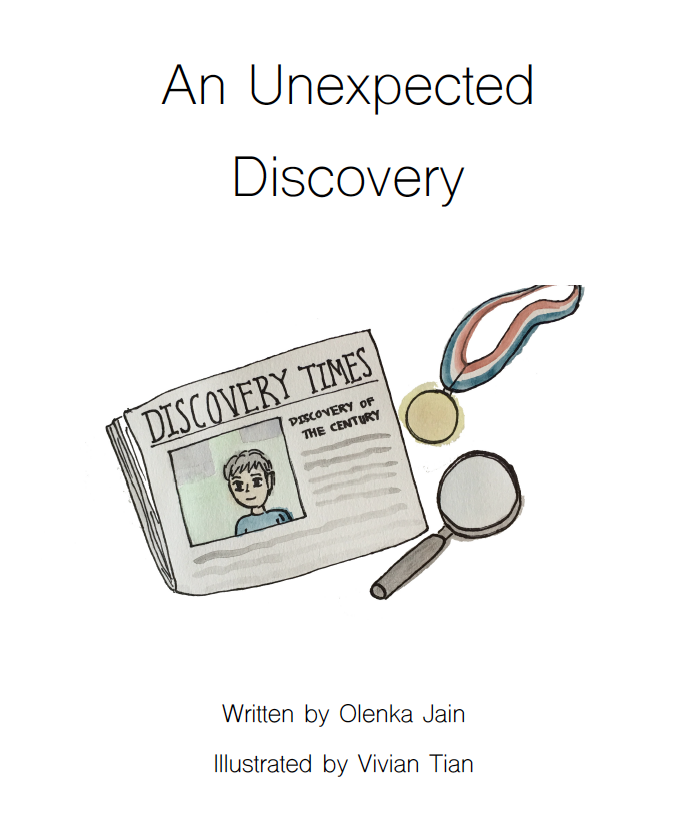 An Unexpected
Discovery
DISCOVERY TIMES
DISCOVERY OF
THE CENTURY
Written by Olenka Jain
Illustrated by Vivian Tian